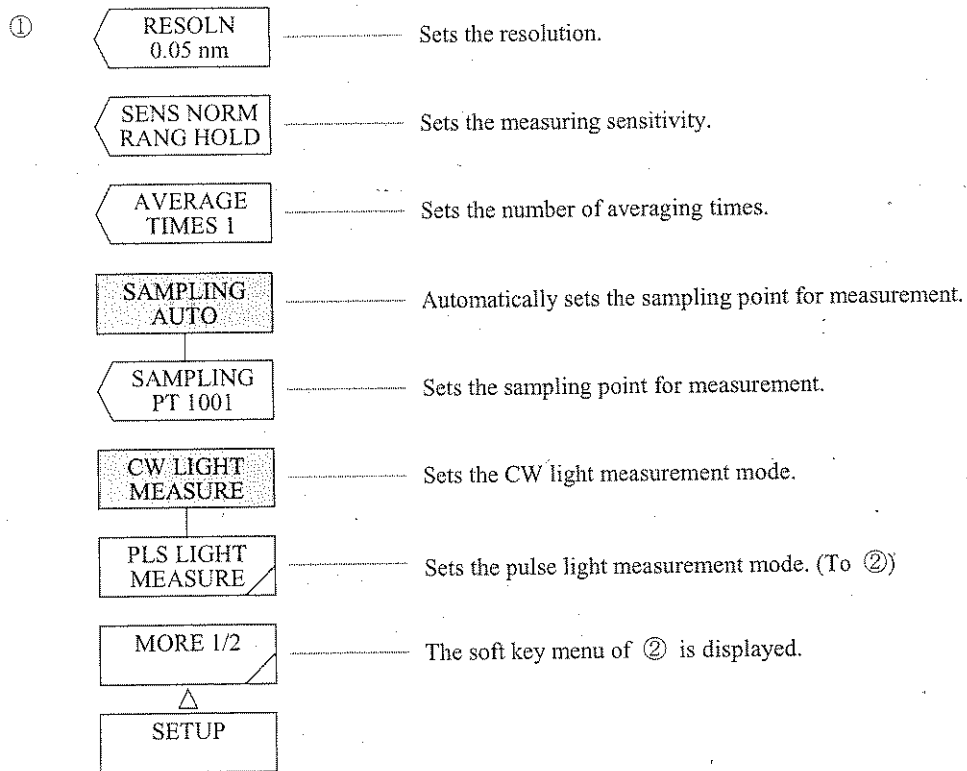 ①
RESOLN
0.05 nm
Sets the resolution.
SENS NORM
RANG HOLD
Sets the measuring sensitivity.
AVERAGE
TIMES 1
Sets the number of averaging times.
SAMPLING
AUTO
Automatically sets the sampling point for measurement.
SAMPLING
PT 1001
Sets the sampling point for measurement.
CW LIGHT
MEASURE
Sets the CW light measurement mode.
PLS LIGHT
MEASURE
Sets the pulse light measurement mode. (To ②)
MORE 1/2
The soft key menu of ② is displayed.
SETUP